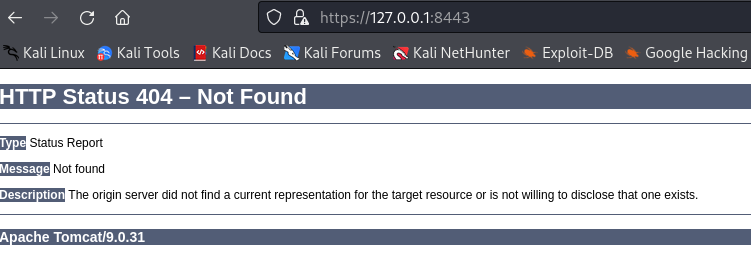 https://127.0.0.1:8443
Kali Linux Kali Tools Kali Docs Kali Forums Kali NetHunter Exploit-DB Google Hacking
HTTP Status 404 – Not Found
Type Status Report
Message Not found
Description The origin server did not find a current representation for the target resource or is not willing to disclose that one exists.
Apache Tomcat/9.0.31